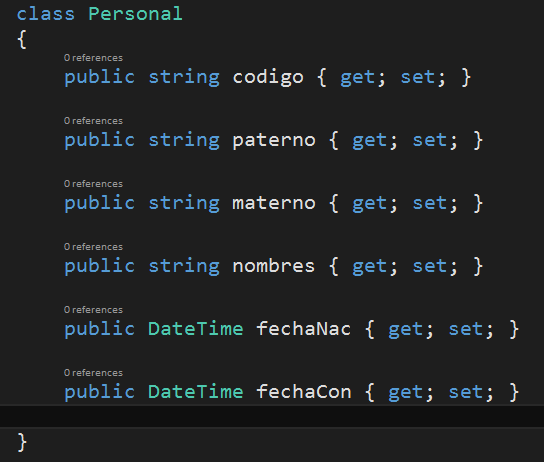 class Personal
{
0 references
public string codigo { get; set; }
0 references
public string paterno { get; set; }
0 references
public string materno { get; set; }
0 references
public string nombres { get; set; }
0 references
public DateTime fechaNac { get; set; }
0 references
public DateTime fechaCon { get; set; }
}